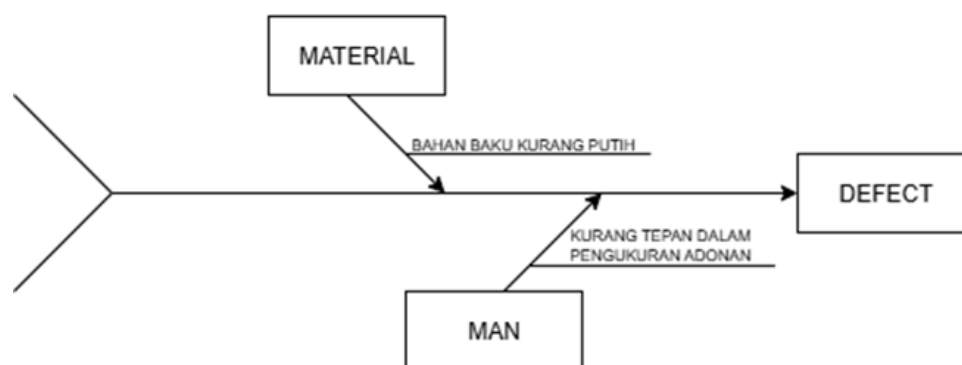 MATERIAL
BAHAN BAKU KURANG PUTIH
DEFECT
KURANG TEPAN DALAM
PENGUKURAN ADONAN
MAN